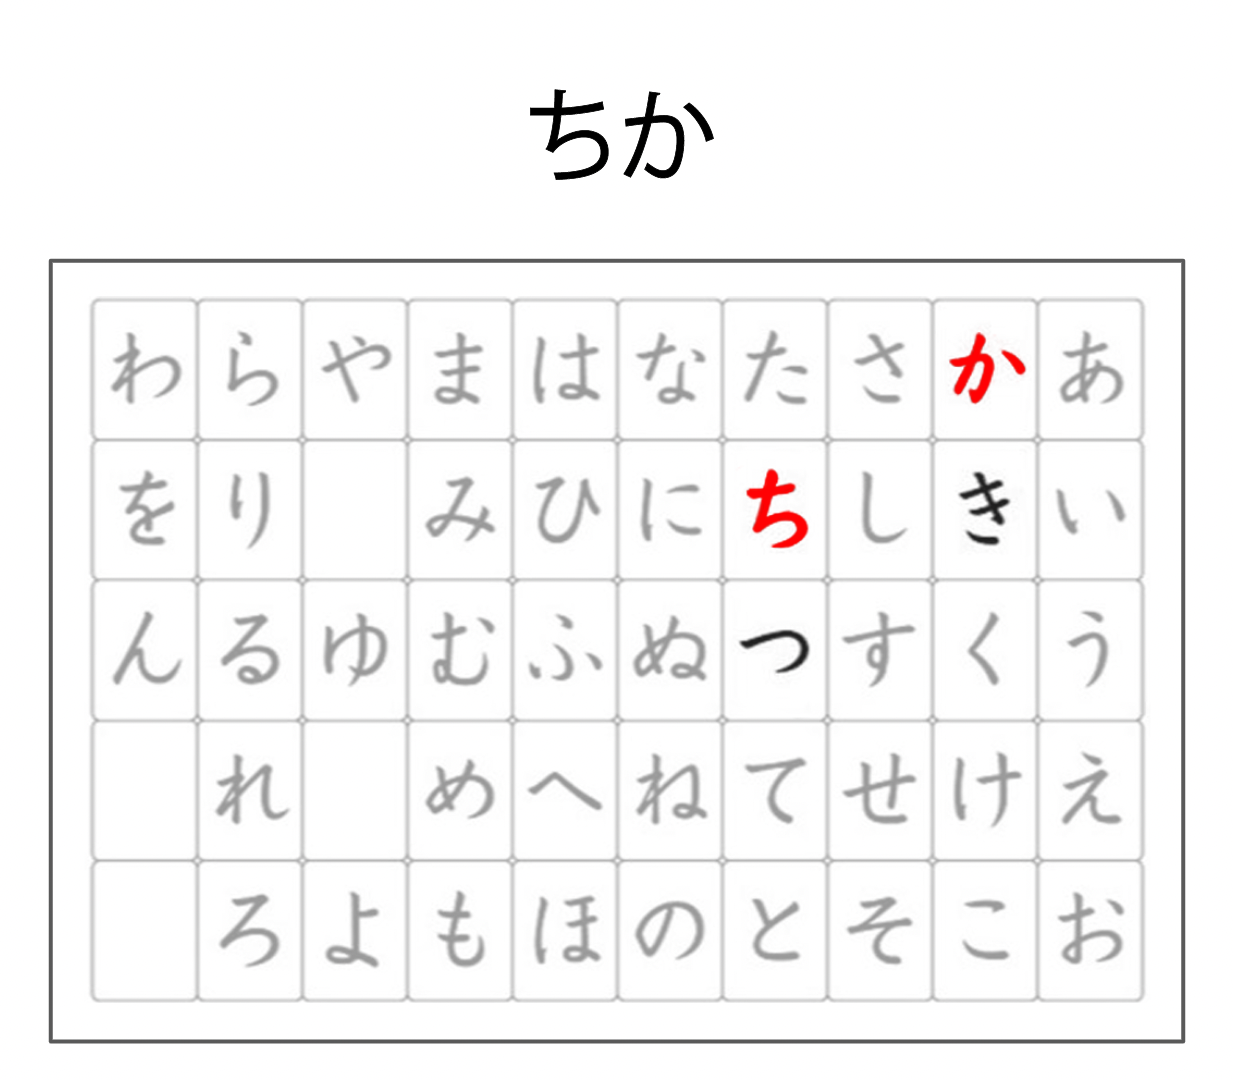 ちか
わらやまはなたさかあ
をり みひにちしきい
んるゆむふぬつすくう
れ めへねてせけえ
ろよもほのとそこお